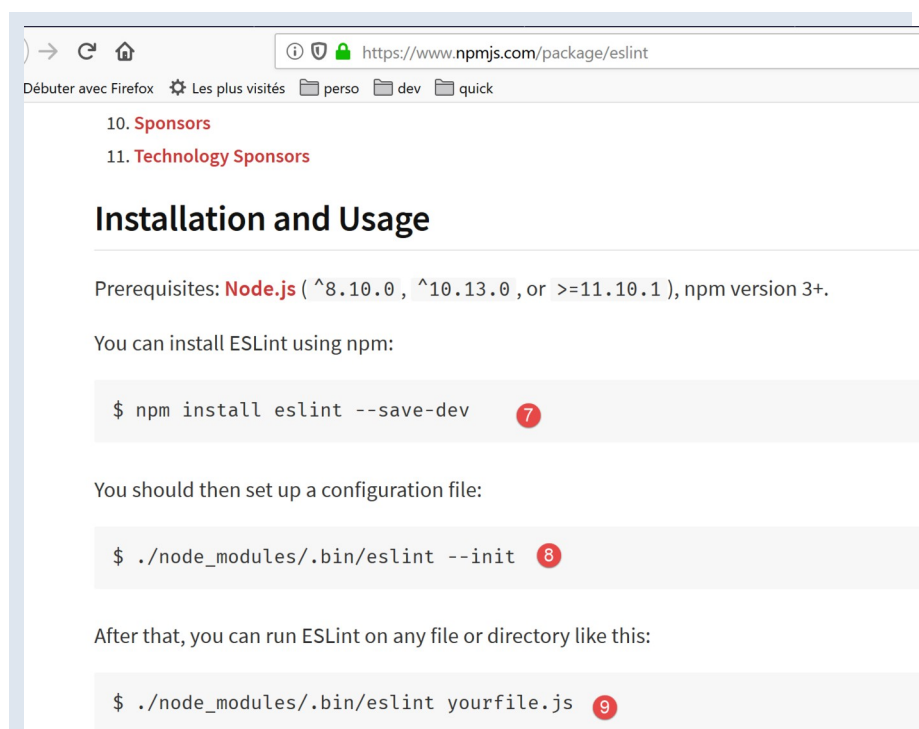 https://www.npmjs.com/package/eslint
Débuter avec Firefox Les plus visités perso dev quick
10. Sponsors
11. Technology Sponsors
Installation and Usage
Prerequisites: Node.js ( ^8.10.0 , ^10.13.0 , or >=11.10.1 ), npm version 3+.
You can install ESLint using npm:
$ npm install eslint --save-dev 7
You should then set up a configuration file:
$ ./node_modules/.bin/eslint --init 8
After that, you can run ESLint on any file or directory like this:
$ ./node_modules/.bin/eslint yourfile.js 9